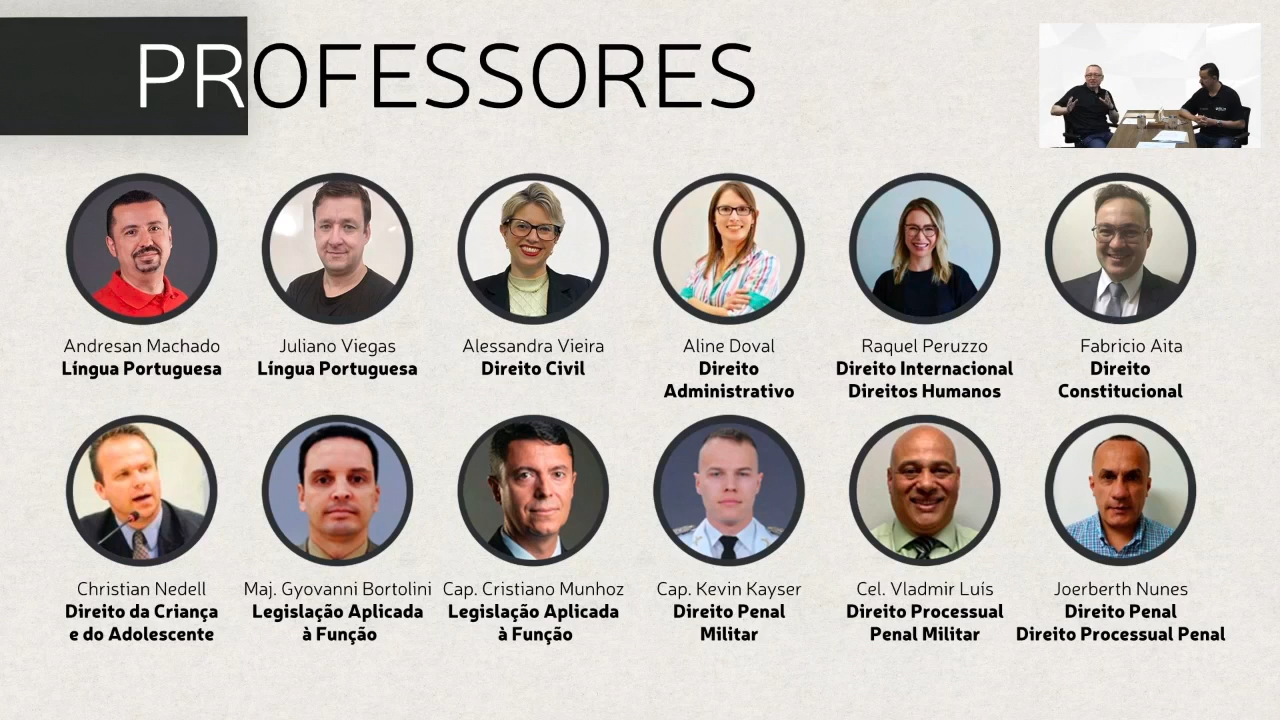 PROFESSORES
Andresan Machado
Língua Portuguesa
Juliano Viegas
Língua Portuguesa
Alessandra Vieira
Direito Civil
Aline Doval
Direito
Administrativo
Raquel Peruzzo
Direito Internacional
Direitos Humanos
Fabricio Aita
Direito
Constitucional
Christian Nedell
Direito da Criança
e do Adolescente
Maj. Gyovanni Bortolini
Legislação Aplicada
à Função
Cap. Cristiano Munhoz
Legislação Aplicada
à Função
Cap. Kevin Kayser
Direito Penal
Militar
Cel. Vladmir Luís
Direito Processual
Penal Militar
Joerberth Nunes
Direito Penal
Direito Processual Penal